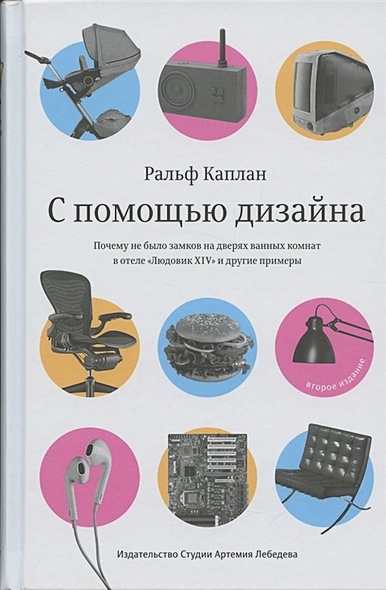 Ральф Каплан
С помощью дизайна
Почему не было замков на дверях ванных комнат
в отеле «Людовик XIV» и другие примеры
второе издание
Издательство Студии Артемия Лебедева